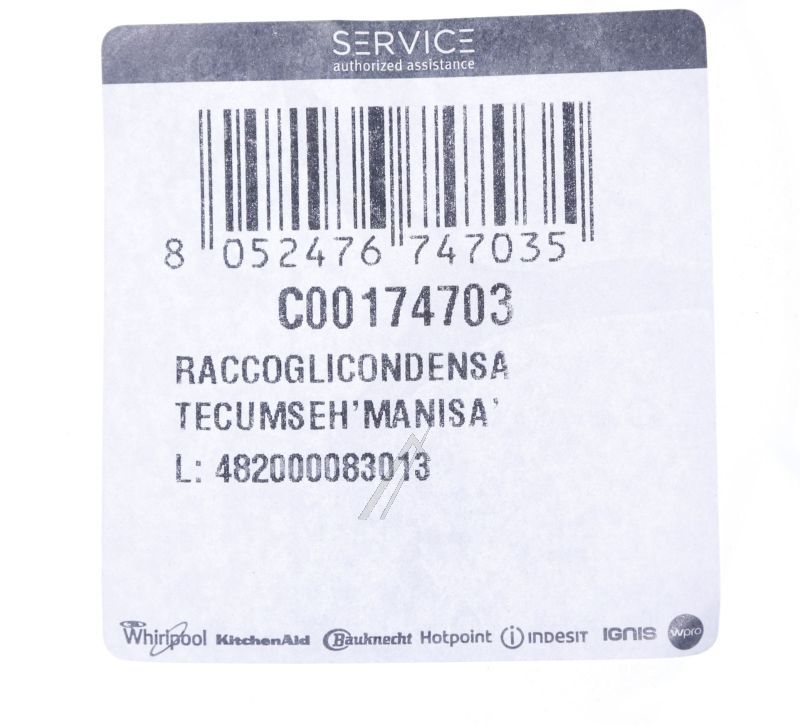 SERVICE
authorized assistance
8 052476 747035
C00174703
RACCOGLICONDENSA
TECUMSEH'MANISA'
L: 482000083013
Whirlpool KitchenAid Bauknecht Hotpoint indesit IGNIS wpro